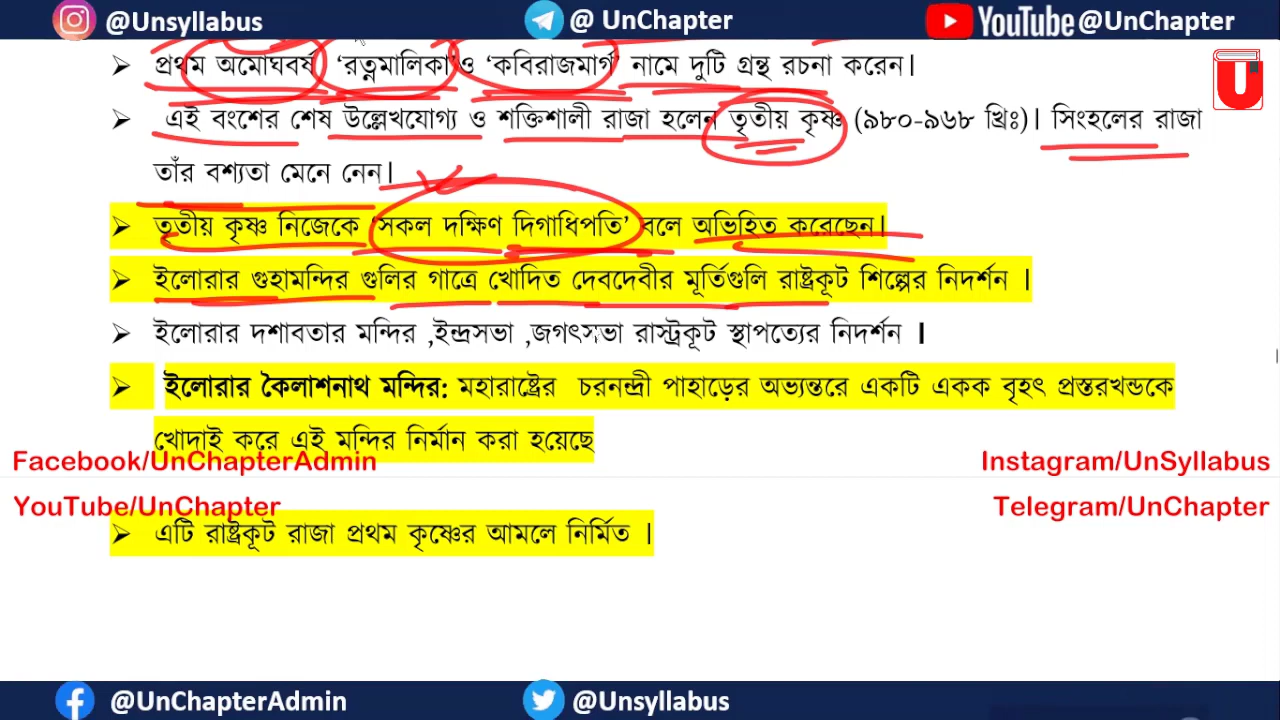 @Unsyllabus @ UnChapter YouTube @UnChapter
➢ প্রথম অমোঘবর্ষ 'রত্নমালিকা'ও 'কবিরাজমার্গ' নামে দুটি গ্রন্থ রচনা করেন।
U
➢ এই বংশের শেষ উল্লেখযোগ্য ও শক্তিশালী রাজা হলেন তৃতীয় কৃষ্ণ (৯৮০-৯৬৮ খ্রিঃ)। সিংহলের রাজা
তাঁর বশ্যতা মেনে নেন।
➢ তৃতীয় কৃষ্ণ নিজেকে 'সকল দক্ষিণ দিগাধিপতি' বলে অভিহিত করেছেন।
➢ ইলোরার গুহামন্দির গুলির গাত্রে খোদিত দেবদেবীর মূর্তিগুলি রাষ্ট্রকূট শিল্পের নিদর্শন ।
ইলোরার দশাবতার মন্দির ,ইন্দ্রসভা ,জগৎসভা রাস্ট্রকূট স্থাপত্যের নিদর্শন ।
➢ ইলোরার কৈলাশনাথ মন্দির: মহারাষ্ট্রের চরনন্দ্রী পাহাড়ের অভ্যন্তরে একটি একক বৃহৎ প্রস্তরখন্ডকে
খোদাই করে এই মন্দির নির্মান করা হয়েছে
Facebook/UnChapterAdmin Instagram/UnSyllabus
YouTube/UnChapter Telegram/UnChapter
➢ এটি রাষ্ট্রকূট রাজা প্রথম কৃষ্ণের আমলে নির্মিত ।
@UnChapterAdmin @Unsyllabus